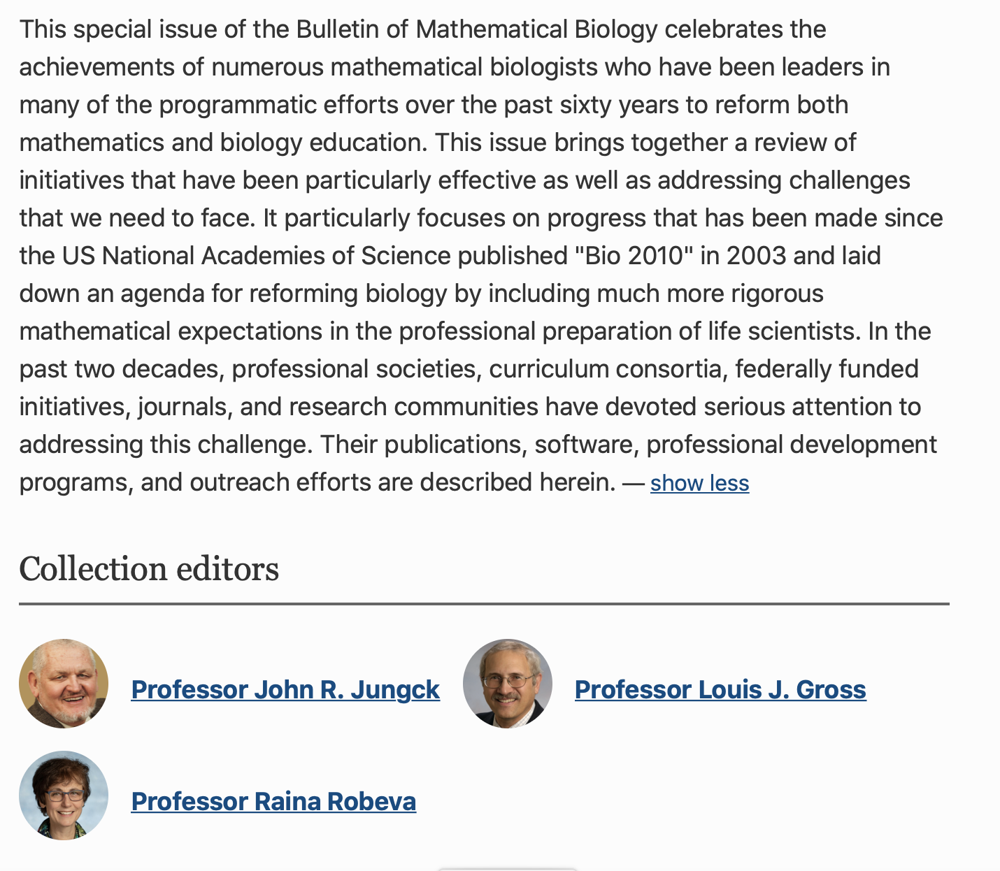 This special issue of the Bulletin of Mathematical Biology celebrates the
achievements of numerous mathematical biologists who have been leaders in
many of the programmatic efforts over the past sixty years to reform both
mathematics and biology education. This issue brings together a review of
initiatives that have been particularly effective as well as addressing challenges
that we need to face. It particularly focuses on progress that has been made since
the US National Academies of Science published "Bio 2010" in 2003 and laid
down an agenda for reforming biology by including much more rigorous
mathematical expectations in the professional preparation of life scientists. In the
past two decades, professional societies, curriculum consortia, federally funded
initiatives, journals, and research communities have devoted serious attention to
addressing this challenge. Their publications, software, professional development
programs, and outreach efforts are described herein. — show less
Collection editors
Professor John R. Jungck
Professor Louis J. Gross
Professor Raina Robeva